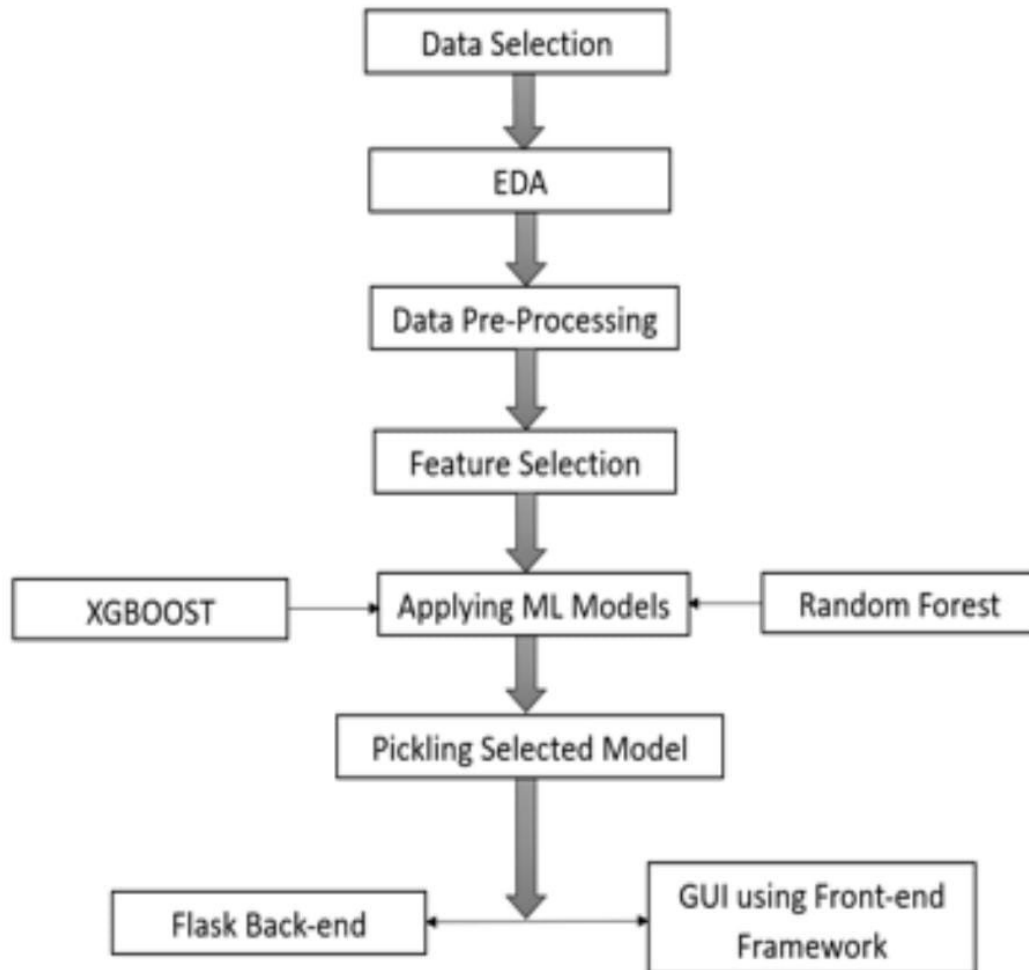 Data Selection
EDA
Data Pre-Processing
Feature Selection
XGBOOST
Applying ML Models
Random Forest
Pickling Selected Model
Flask Back-end
GUI using Front-end
Framework